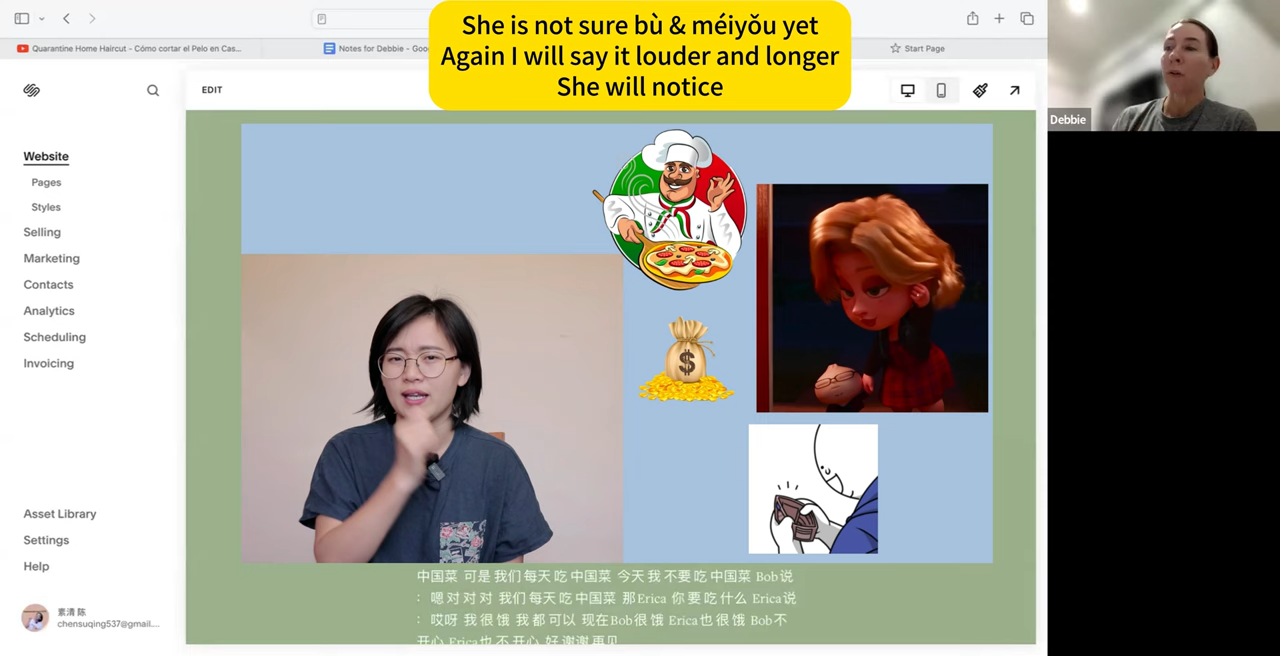 She is not sure bù & méiyǒu yet
Again I will say it louder and longer
She will notice
Quarantine Home Haircut - Cómo cortar el Pelo en Cas...
Notes for Debbie - Goo
Start Page
EDIT
Website
Pages
Styles
Selling
Marketing
Contacts
Analytics
Scheduling
Invoicing
Asset Library
Settings
Help
素清 陈
chensuqing537@gmail....
Debbie
$
中国菜 可是 我们 每天 吃 中国菜 今天 我 不要 吃 中国菜 Bob说
： 嗯 对 对 对 我们 每天 吃 中国菜 那Erica 你 要 吃 什么 Erica说
： 哎呀 我 很 饿 我 都 可以 现在Bob很 饿 Erica也 很 饿 Bob不
开心 Erica也 不 开心 好 谢谢 再见